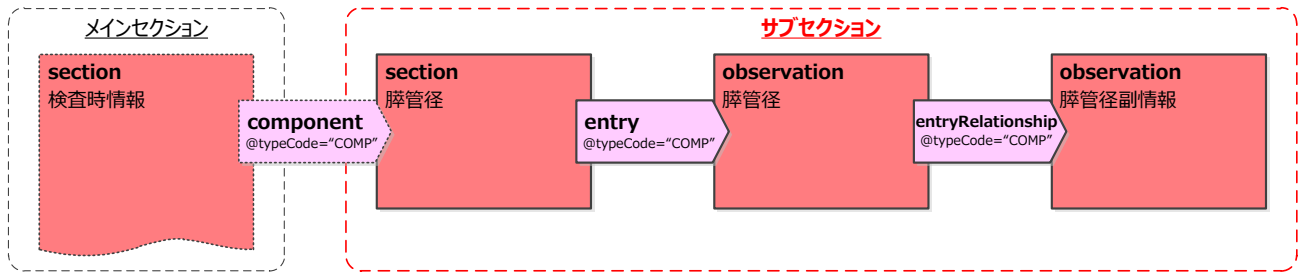 メインセクション
サブセクション
section
検査時情報
component
@typeCode=“COMP”
section
膵管径
entry
@typeCode=“COMP”
observation
膵管径
entryRelationship
@typeCode=“COMP”
observation
膵管径副情報